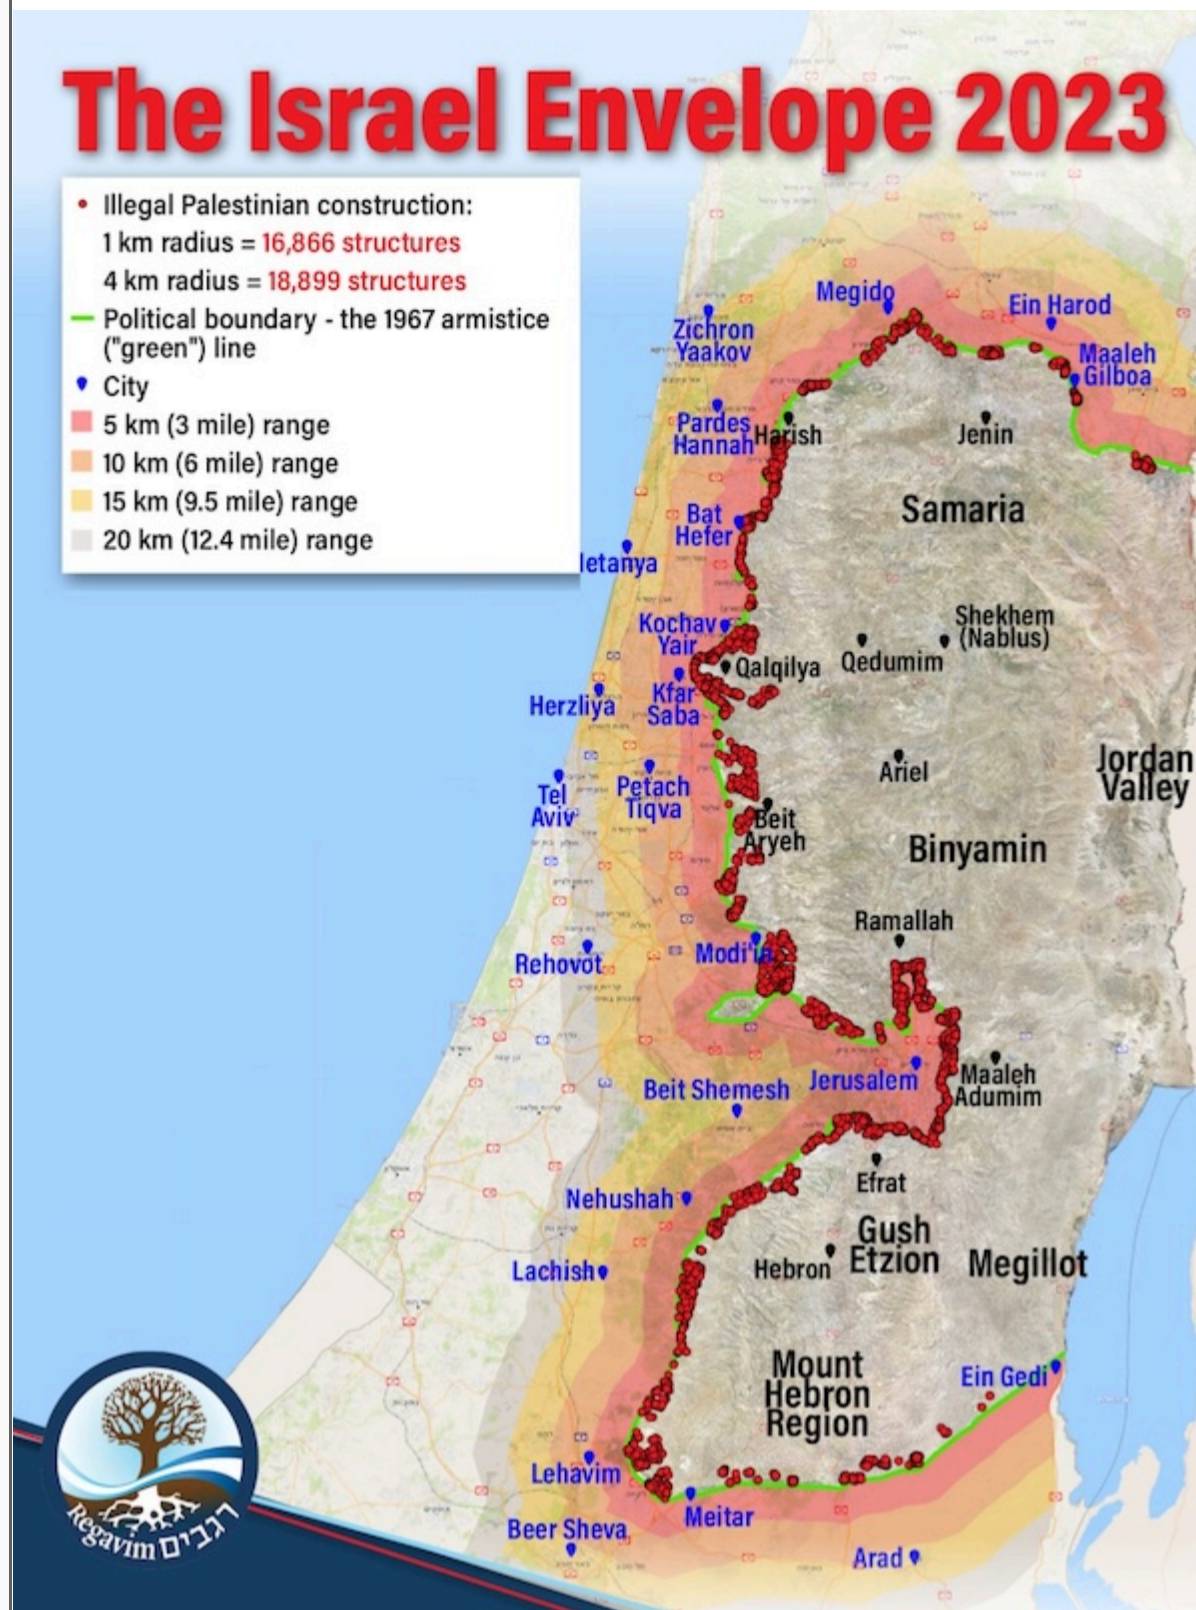 The Israel Envelope 2023
Illegal Palestinian construction:
1 km radius = 16,866 structures
4 km radius = 18,899 structures
Political boundary - the 1967 armistice
("green") line
City
5 km (3 mile) range
10 km (6 mile) range
15 km (9.5 mile) range
20 km (12.4 mile) range
Megido
Ein Harod
Zichron
Yaakov
Maaleh
Gilboa
Pardes
Hannah
Harish
Jenin
Samaria
Bat
Hefer
letanya
Kochav
Yair
Shekhem
(Nablus)
Qalqilya
Qedumim
Kfar
Saba
Herzliya
Jordan
Valley
Ariel
Petach
Tiqva
Tel
Aviv
Beit
Aryeh
Binyamin
Ramallah
Modi'in
Rehovot
Jerusalem
Maaleh
Adumim
Beit Shemesh
Efrat
Nehushah
Gush
Etzion
Hebron
Megillot
Lachish
Mount
Hebron
Region
Ein Gedi
Lehavim
Meitar
Beer Sheva
Arad
Regavim רגבים